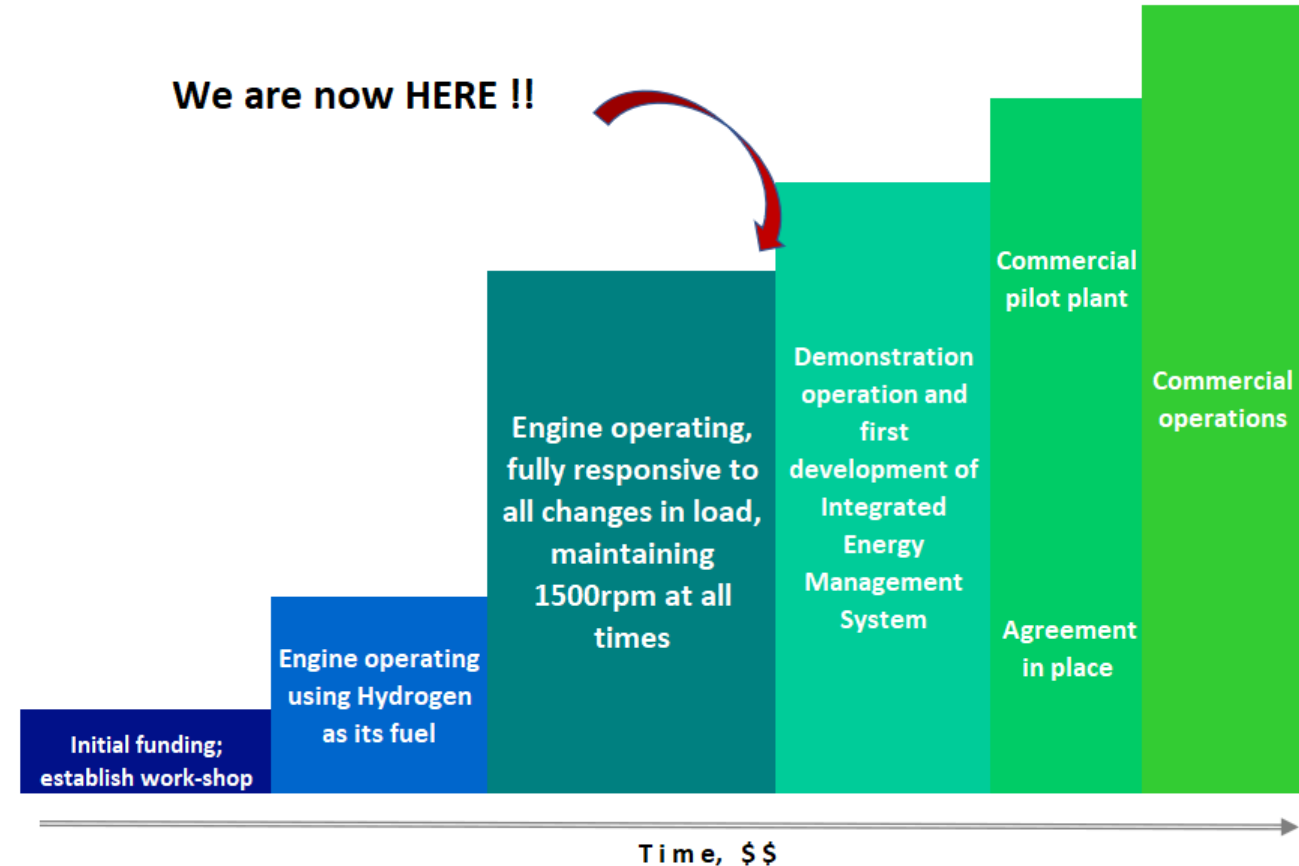 We are now HERE !!
Initial funding;
establish work-shop
Engine operating
using Hydrogen
as its fuel
Engine operating,
fully responsive to
all changes in load,
maintaining
1500rpm at all
times
Demonstration
operation and
first
development of
Integrated
Energy
Management
System
Commercial
pilot plant
Agreement
in place
Commercial
operations
Time, $$